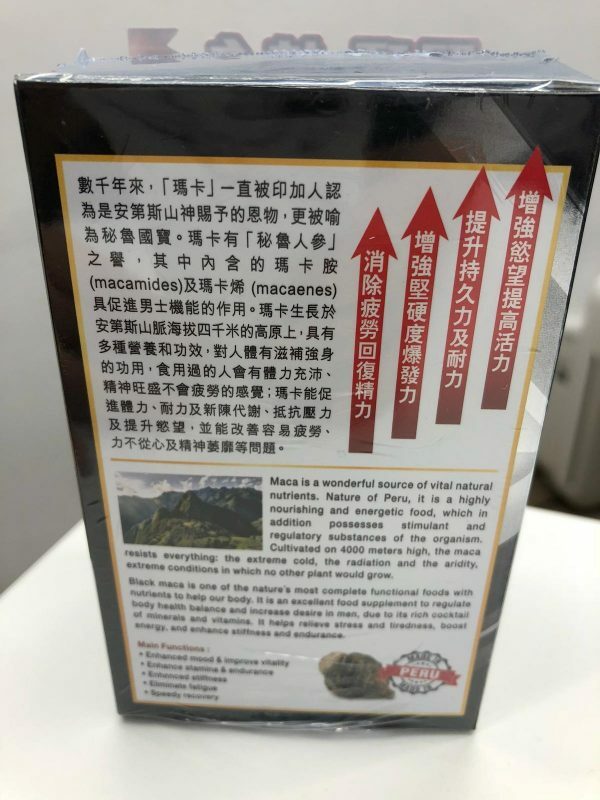 數千年來，「瑪卡」一直被印加人認
為是安第斯山神賜予的恩物，更被喻
為秘魯國寶。瑪卡有「秘魯人參」
之譽，其中內含的瑪卡胺
(macamides)及瑪卡烯 (macaenes)
具促進男士機能的作用。瑪卡生長於
安第斯山脈海拔四千米的高原上，具有
多種營養和功效，對人體有滋補強身
的功用，食用過的人會有體力充沛、
精神旺盛不會疲勞的感覺；瑪卡能促
進體力、耐力及新陳代謝、抵抗壓力
及提升慾望，並能改善容易疲勞、
力不從心及精神萎靡等問題。
消除疲勞回復精力
增強堅硬度爆發力
提升持久力及耐力
增強慾望提高活力
Maca is a wonderful source of vital natural
nutrients. Nature of Peru, it is a highly
nourishing and energetic food, which in
addition possesses stimulant and
regulatory substances of the organism.
Cultivated on 4000 meters high, the maca
resists everything: the extreme cold, the radiation and the aridity,
extreme conditions in which no other plant would grow.
Black maca is one of the nature's most complete functional foods with
nutrients to help our body. It is an excellent food supplement to regulate
body health balance and increase desire in men, due to its rich cocktail
of minerals and vitamins. It helps relieve stress and tiredness, boost
energy, and enhance stiffness and endurance.
Main Functions :
• Enhanced mood & improve vitality
• Enhance stamina & endurance
• Enhanced stiffness
• Eliminate fatigue
• Speedy recovery
PERU